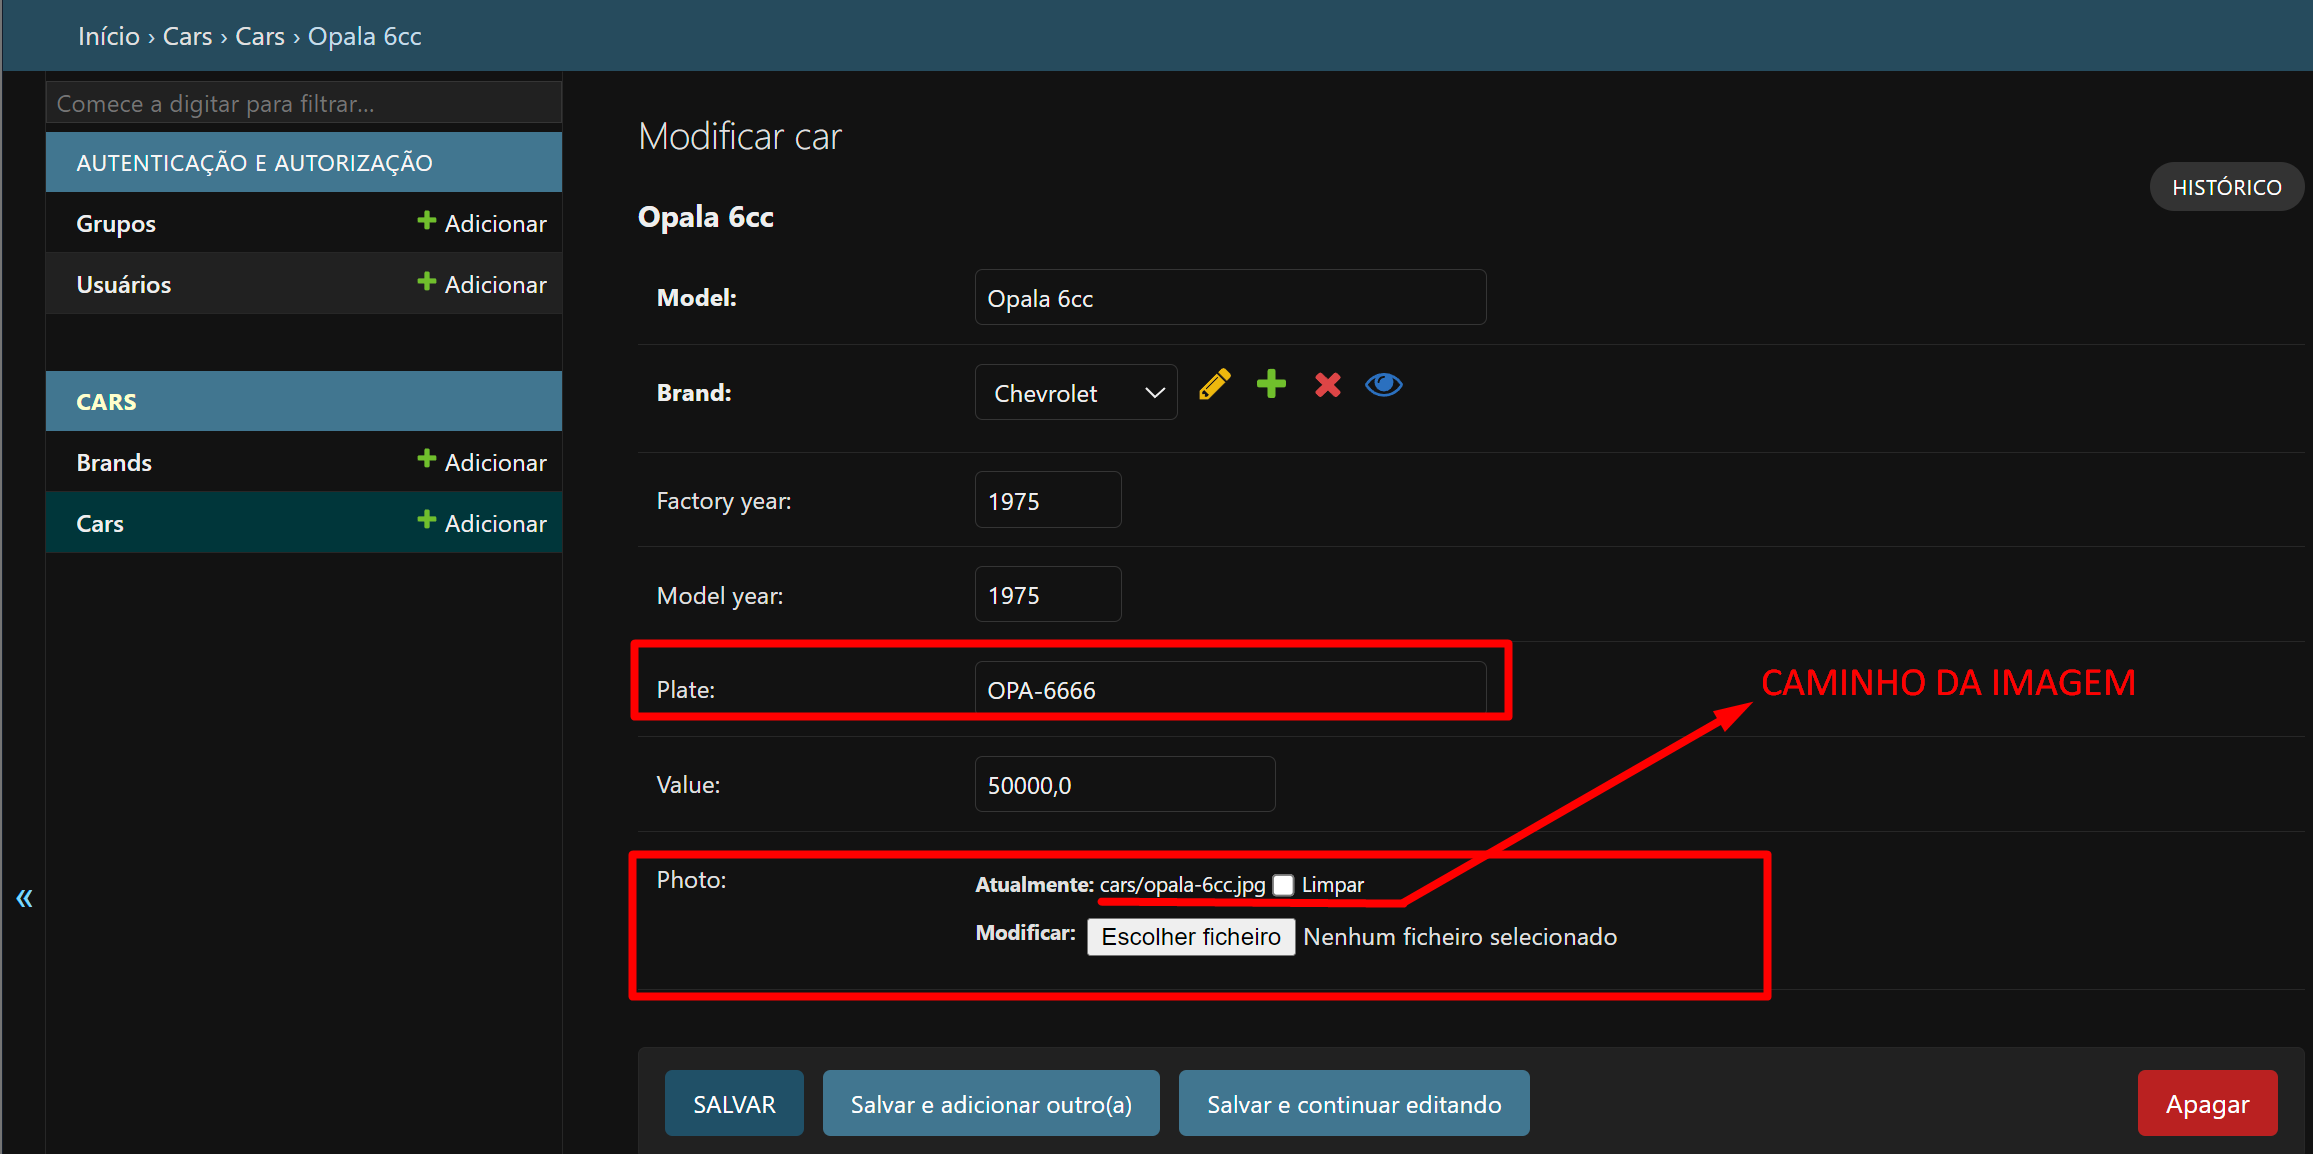 Início › Cars › Cars › Opala 6cc
Comece a digitar para filtrar...
AUTENTICAÇÃO E AUTORIZAÇÃO
Grupos Adicionar
Usuários Adicionar
CARS
Brands Adicionar
Cars Adicionar
«
Modificar car
HISTÓRICO
Opala 6cc
Model: Opala 6cc
Brand: Chevrolet
Factory year: 1975
Model year: 1975
Plate: OPA-6666
CAMINHO DA IMAGEM
Value: 50000,0
Photo: Atualmente: cars/opala-6cc.jpg Limpar
Modificar: Escolher ficheiro Nenhum ficheiro selecionado
SALVAR Salvar e adicionar outro(a) Salvar e continuar editando Apagar